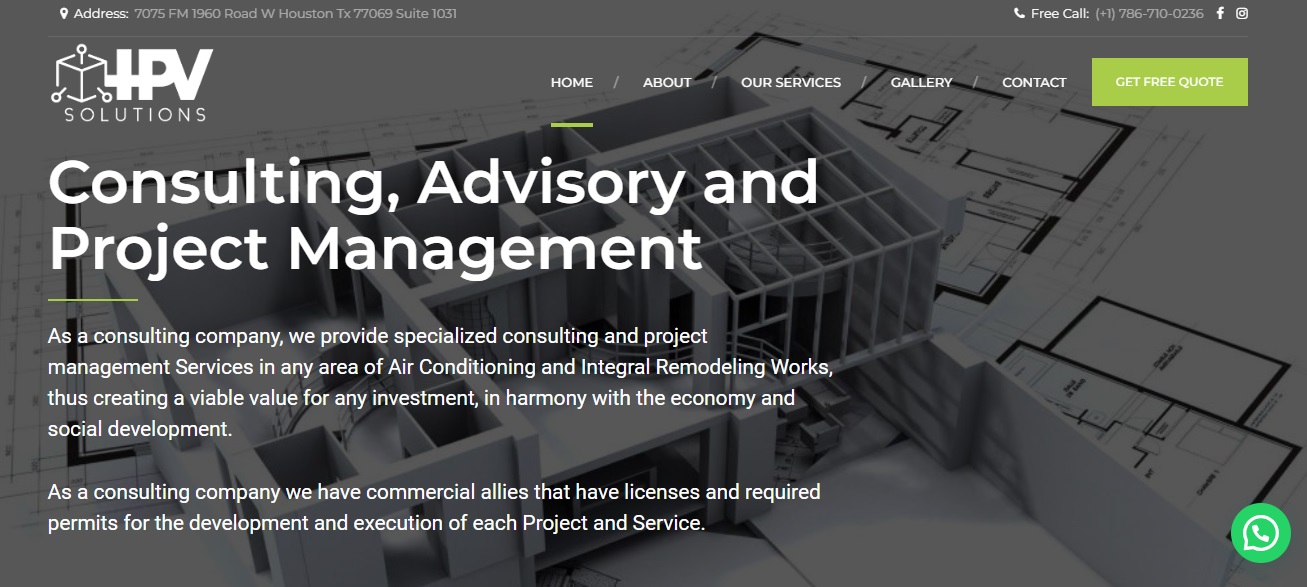 Address: 7075 FM 1960 Road W Houston Tx 77069 Suite 1031
Free Call: (+1) 786-710-0236
HPV
SOLUTIONS
HOME / ABOUT / OUR SERVICES / GALLERY / CONTACT
GET FREE QUOTE
Consulting, Advisory and
Project Management
As a consulting company, we provide specialized consulting and project
management Services in any area of Air Conditioning and Integral Remodeling Works,
thus creating a viable value for any investment, in harmony with the economy and
social development.
As a consulting company we have commercial allies that have licenses and required
permits for the development and execution of each Project and Service.